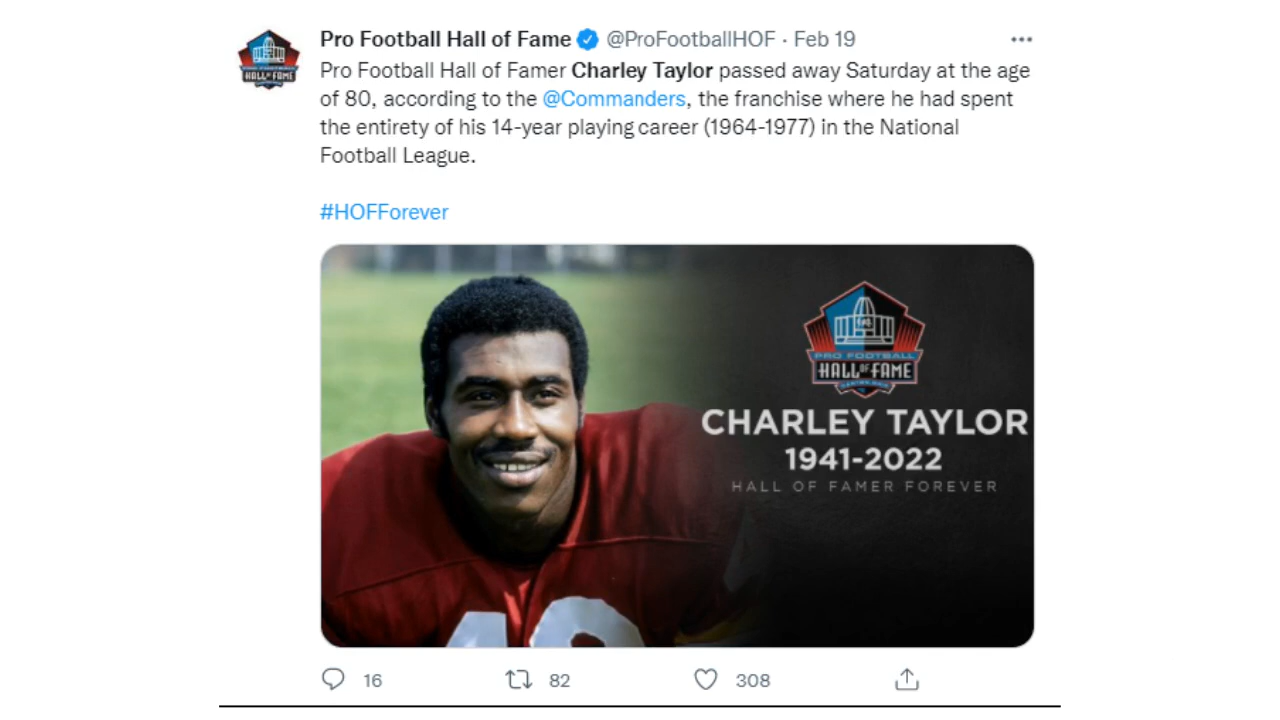 Pro Football Hall of Fame @ProFootballHOF · Feb 19
Pro Football Hall of Famer Charley Taylor passed away Saturday at the age
of 80, according to the @Commanders, the franchise where he had spent
the entirety of his 14-year playing career (1964-1977) in the National
Football League.
#HOFForever
PRO FOOTBALL
HALL OF FAME
CHARLEY TAYLOR
1941-2022
HALL OF FAMER FOREVER
16 82 308